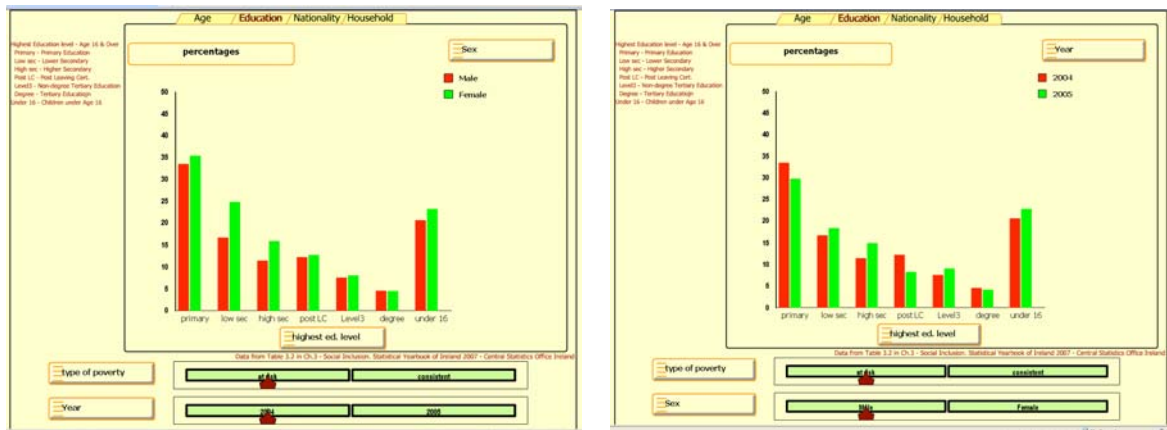 Age / Education / Nationality / Household
percentages
Sex
Highest Education level - Age 16 & Over
Primary - Primary Education
Low sec - Lower Secondary
High sec - Higher Secondary
Post LC - Post Leaving Cert.
Level3 - Non-degree Tertiary Education
Degree - Tertiary Education
Under 16 - Children under Age 16
Male
Female
50
45
40
35
30
25
20
15
10
5
0
primary low sec high sec post LC Level3 degree under 16
highest ed. level
Data from Table 3.2 in Ch.3 - Social Inclusion. Statistical Yearbook of Ireland 2007 - Central Statistics Office Ireland
type of poverty
at risk consistent
Year
2004 2005
Age / Education / Nationality / Household
percentages
Year
Highest Education level - Age 16 & Over
Primary - Primary Education
Low sec - Lower Secondary
High sec - Higher Secondary
Post LC - Post Leaving Cert.
Level3 - Non-degree Tertiary Education
Degree - Tertiary Education
Under 16 - Children under Age 16
2004
2005
50
45
40
35
30
25
20
15
10
5
0
primary low sec high sec post LC Level3 degree under 16
highest ed. level
Data from Table 3.2 in Ch.3 - Social Inclusion. Statistical Yearbook of Ireland 2007 - Central Statistics Office Ireland
type of poverty
at risk consistent
Sex
Male Female